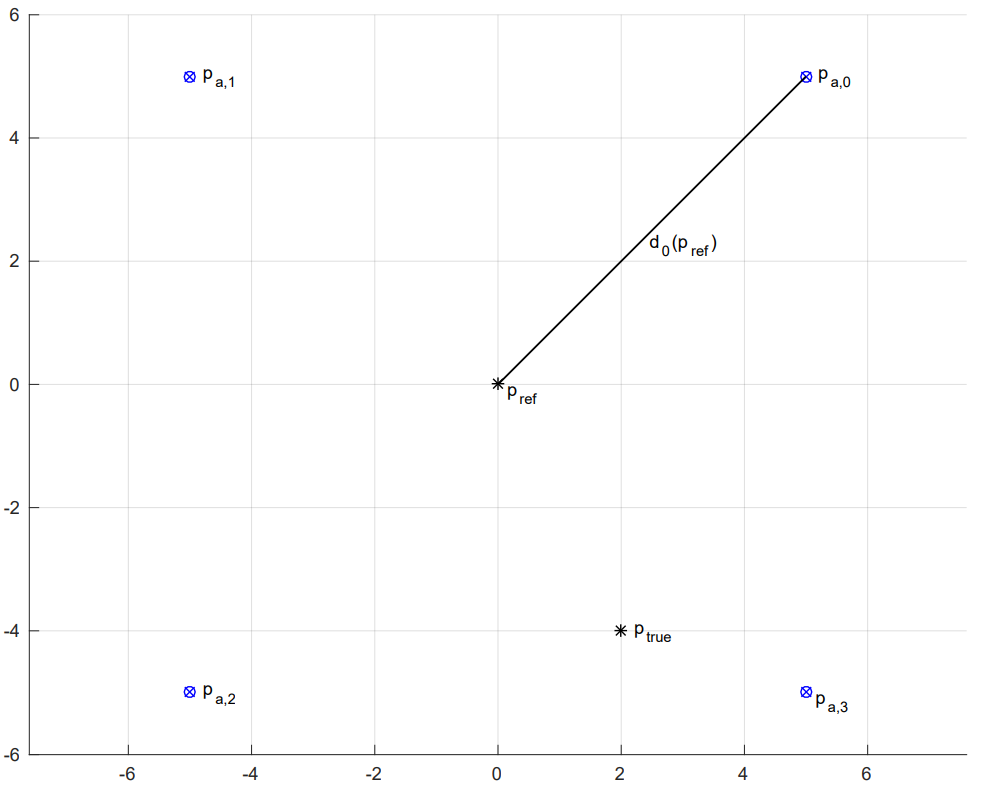 6
p a,1
p a,0
4
d 0 (p ref )
2
0
p ref
-2
-4
p true
p a,2
p a,3
-6
-6 -4 -2 0 2 4 6